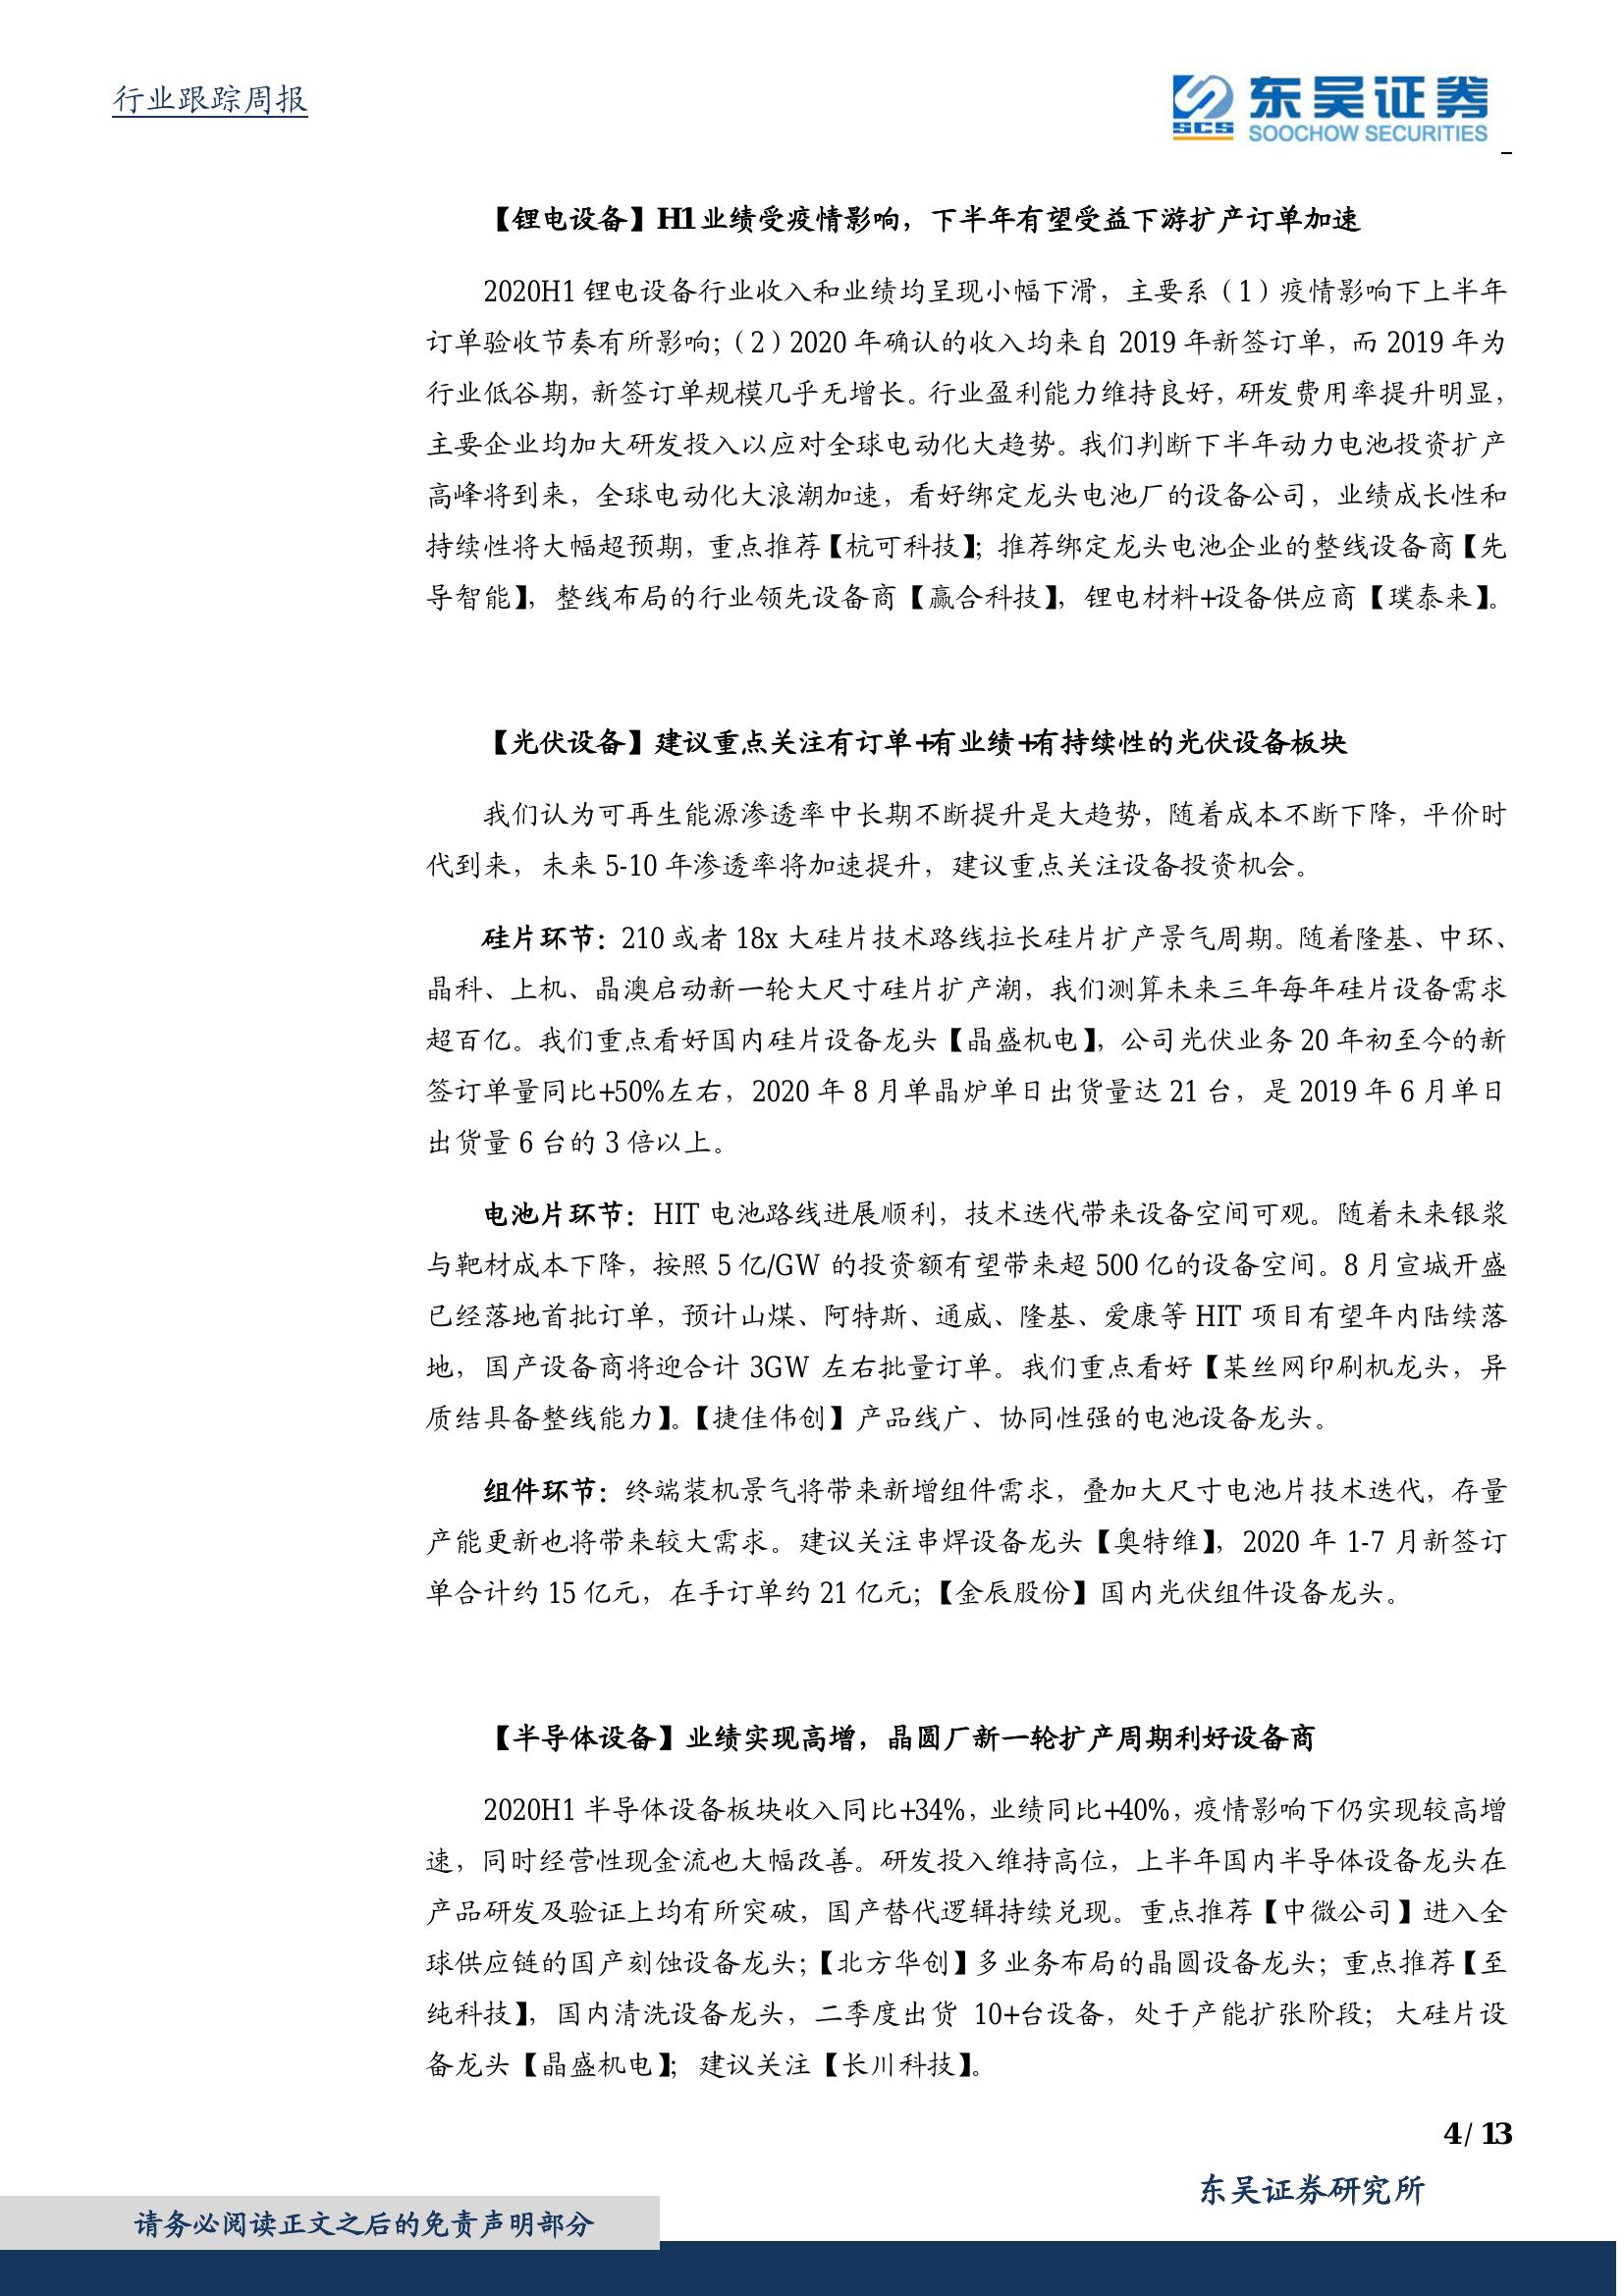 行业跟踪周报
SCS
东吴证券
SOOCHOW SECURITIES
【锂电设备】H1 业绩受疫情影响，下半年有望受益下游扩产订单加速
2020H1 锂电设备行业收入和业绩均呈现小幅下滑，主要系（1）疫情影响下上半年
订单验收节奏有所影响；（2）2020 年确认的收入均来自 2019 年新签订单，而 2019 年为
行业低谷期，新签订单规模几乎无增长。行业盈利能力维持良好，研发费用率提升明显，
主要企业均加大研发投入以应对全球电动化大趋势。我们判断下半年动力电池投资扩产
高峰将到来，全球电动化大浪潮加速，看好绑定龙头电池厂的设备公司，业绩成长性和
持续性将大幅超预期，重点推荐【杭可科技】；推荐绑定龙头电池企业的整线设备商【先
导智能】，整线布局的行业领先设备商【赢合科技】，锂电材料+设备供应商【璞泰来】。
【光伏设备】建议重点关注有订单+有业绩+有持续性的光伏设备板块
我们认为可再生能源渗透率中长期不断提升是大趋势，随着成本不断下降，平价时
代到来，未来 5-10 年渗透率将加速提升，建议重点关注设备投资机会。
硅片环节：210 或者 18x 大硅片技术路线拉长硅片扩产景气周期。随着隆基、中环、
晶科、上机、晶澳启动新一轮大尺寸硅片扩产潮，我们测算未来三年每年硅片设备需求
超百亿。我们重点看好国内硅片设备龙头【晶盛机电】，公司光伏业务 20 年初至今的新
签订单量同比+50%左右，2020 年 8 月单晶炉单日出货量达 21 台，是 2019 年 6 月单日
出货量 6 台的 3 倍以上。
电池片环节：HIT 电池路线进展顺利，技术迭代带来设备空间可观。随着未来银浆
与靶材成本下降，按照 5 亿/GW 的投资额有望带来超 500 亿的设备空间。8 月宣城开盛
已经落地首批订单，预计山煤、阿特斯、通威、隆基、爱康等 HIT 项目有望年内陆续落
地，国产设备商将迎合计 3GW 左右批量订单。我们重点看好【某丝网印刷机龙头，异
质结具备整线能力】。【捷佳伟创】产品线广、协同性强的电池设备龙头。
组件环节：终端装机景气将带来新增组件需求，叠加大尺寸电池片技术迭代，存量
产能更新也将带来较大需求。建议关注串焊设备龙头【奥特维】，2020 年 1-7 月新签订
单合计约 15 亿元，在手订单约 21 亿元；【金辰股份】国内光伏组件设备龙头。
【半导体设备】业绩实现高增，晶圆厂新一轮扩产周期利好设备商
2020H1 半导体设备板块收入同比+34%，业绩同比+40%，疫情影响下仍实现较高增
速，同时经营性现金流也大幅改善。研发投入维持高位，上半年国内半导体设备龙头在
产品研发及验证上均有所突破，国产替代逻辑持续兑现。重点推荐【中微公司】进入全
球供应链的国产刻蚀设备龙头；【北方华创】多业务布局的晶圆设备龙头；重点推荐【至
纯科技】，国内清洗设备龙头，二季度出货 10+台设备，处于产能扩张阶段；大硅片设
备龙头【晶盛机电】；建议关注【长川科技】。
4 / 13
东吴证券研究所
请务必阅读正文之后的免责声明部分